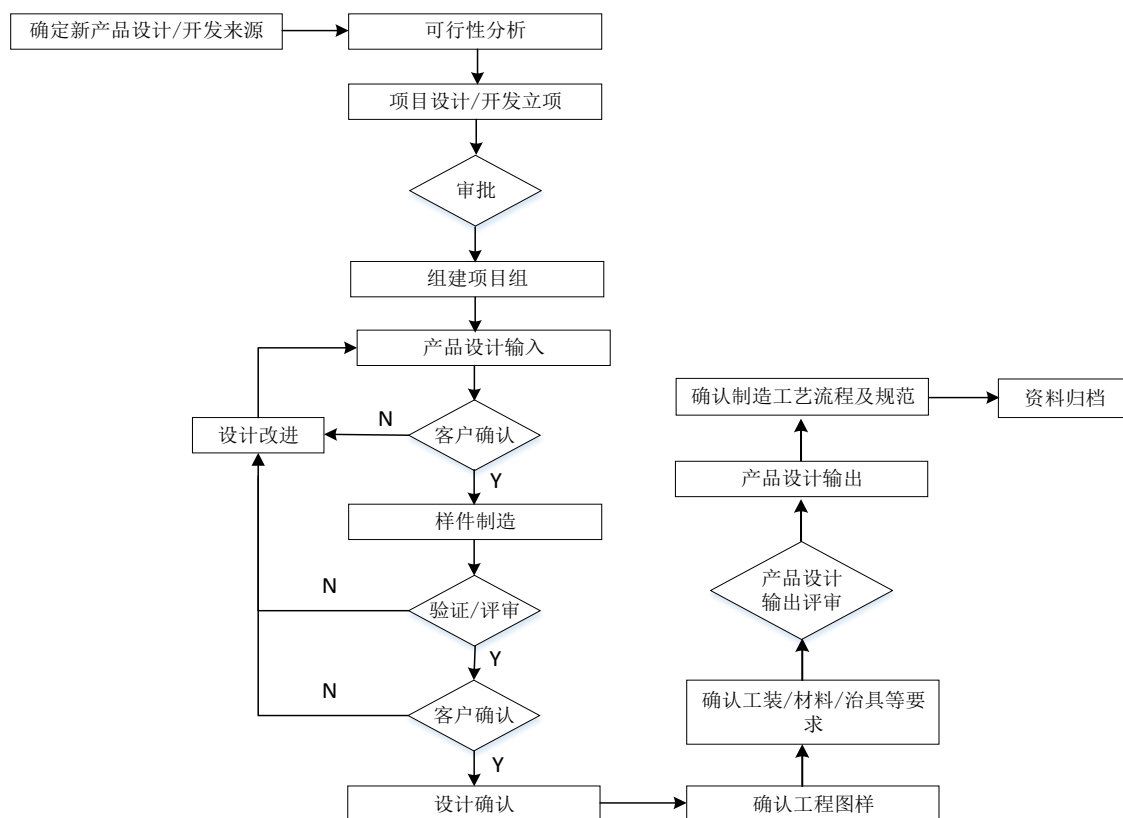 确定新产品设计/开发来源
可行性分析
项目设计/开发立项
审批
组建项目组
产品设计输入
客户确认
N
设计改进
Y
样件制造
验证/评审
N
Y
客户确认
N
Y
设计确认
确认工程图样
确认工装/材料/治具等要
求
产品设计
输出评审
产品设计输出
确认制造工艺流程及规范
资料归档